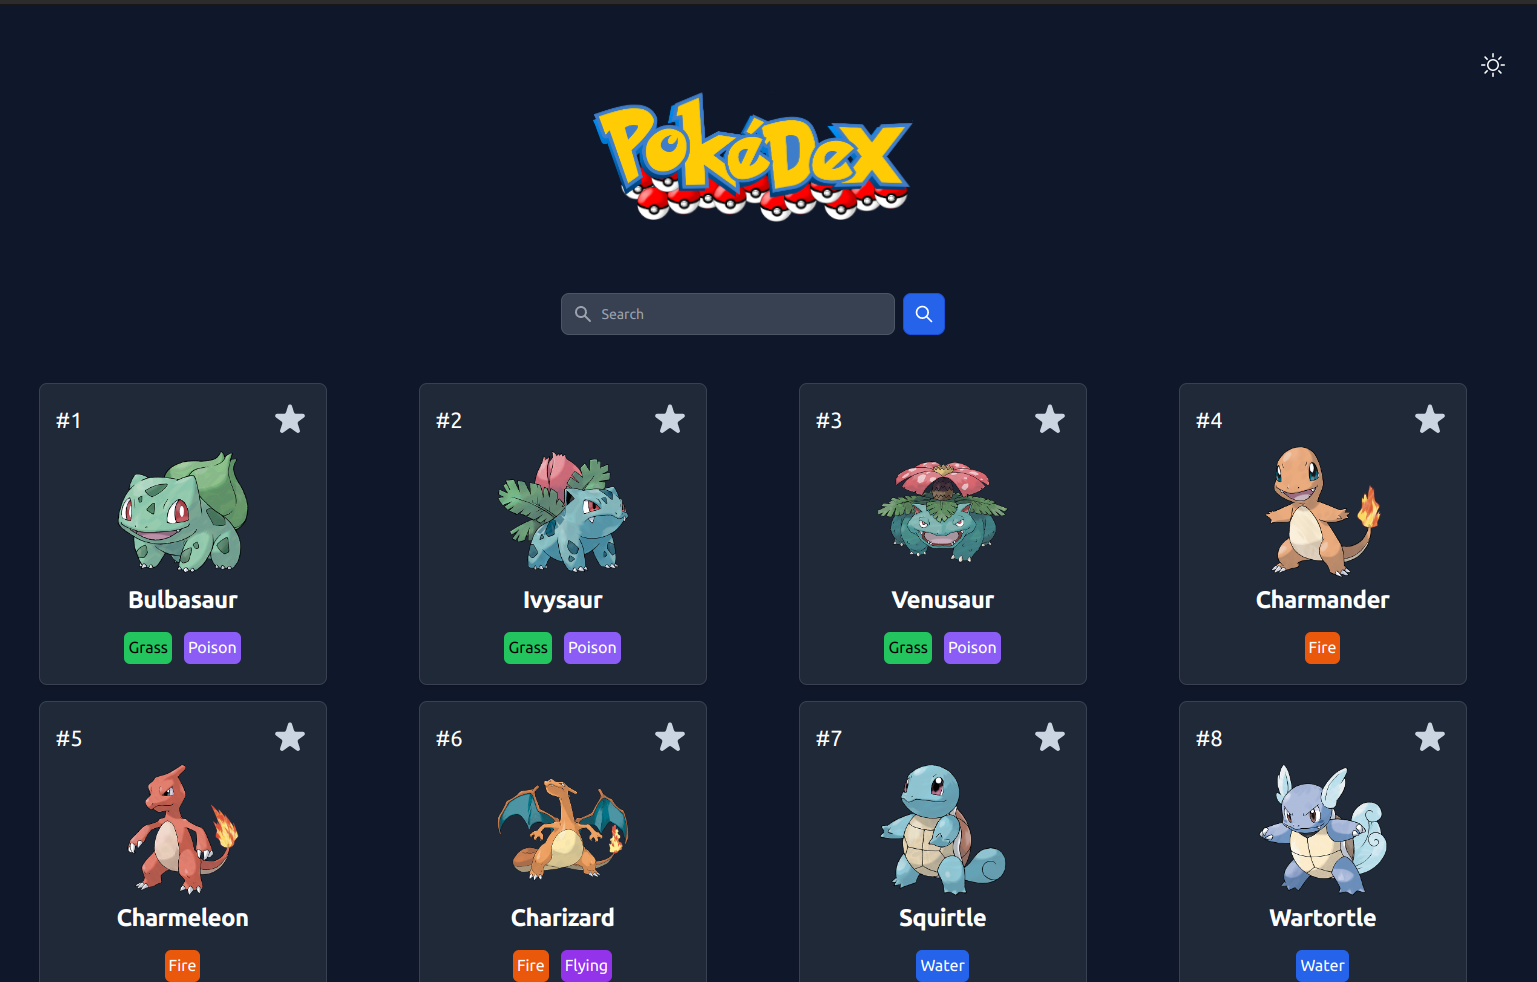 PokéDex
Search
#1
#2
#3
#4
Bulbasaur
Ivysaur
Venusaur
Charmander
Grass Poison
Grass Poison
Grass Poison
Fire
#5
#6
#7
#8
Charmeleon
Charizard
Squirtle
Wartortle
Fire
Fire Flying
Water
Water